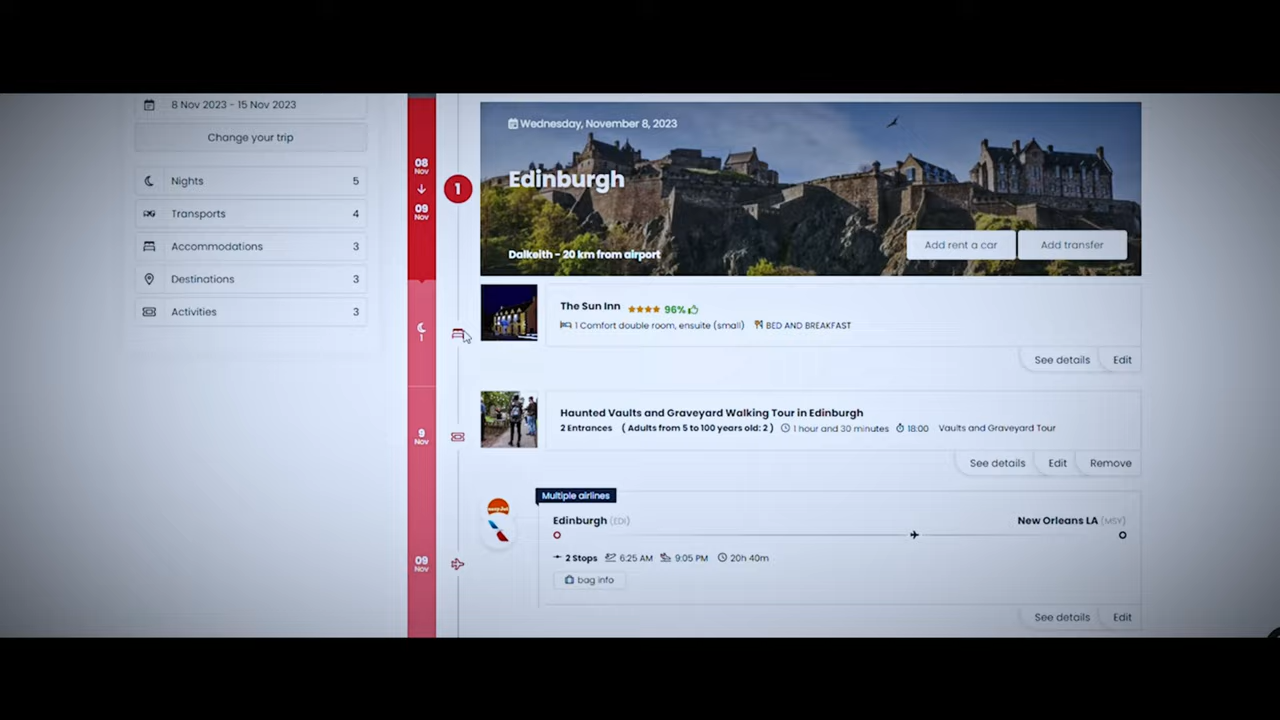 8 Nov 2023 - 15 Nov 2023
Change your trip
Nights 5
Transports 4
Accommodations 3
Destinations 3
Activities 3
08
Nov
09
Nov
1
Wednesday, November 8, 2023
Edinburgh
Dalkeith - 20 km from airport
Add rent a car
Add transfer
1
The Sun Inn 96%
1 Comfort double room, ensuite (small) BED AND BREAKFAST
See details Edit
9
Nov
Haunted Vaults and Graveyard Walking Tour in Edinburgh
2 Entrances ( Adults from 5 to 100 years old: 2 ) 1 hour and 30 minutes 18:00 Vaults and Graveyard Tour
See details Edit Remove
09
Nov
Multiple airlines
Edinburgh (EDI) New Orleans LA (MSY)
2 Stops 6:25 AM 9:05 PM 20h 40m
bag info
See details Edit